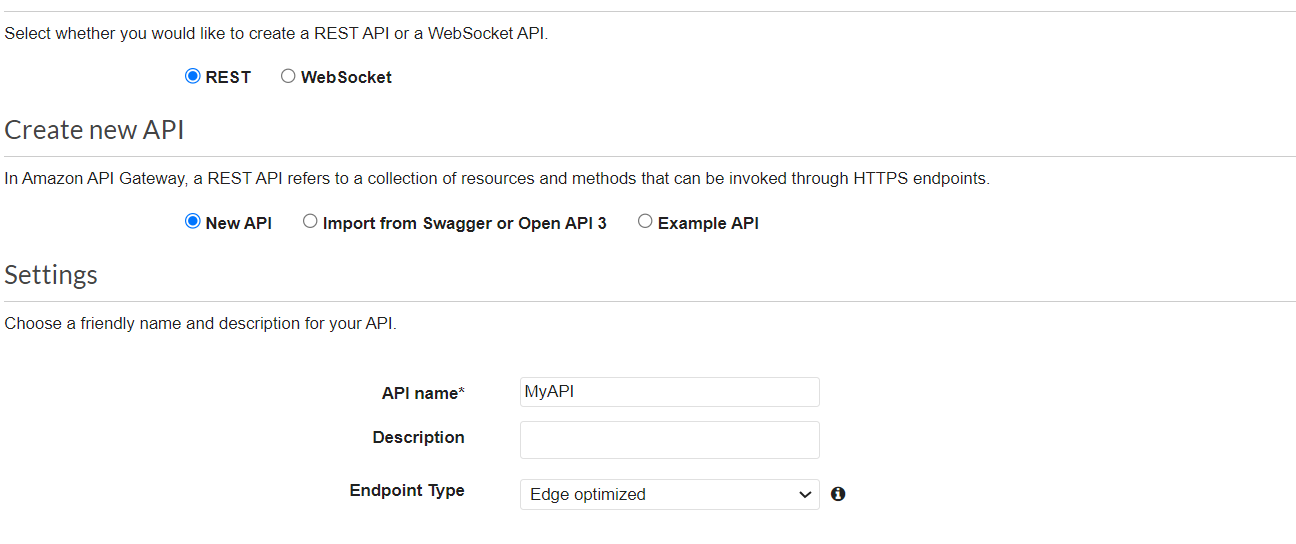 Select whether you would like to create a REST API or a WebSocket API.
REST WebSocket
Create new API
In Amazon API Gateway, a REST API refers to a collection of resources and methods that can be invoked through HTTPS endpoints.
New API Import from Swagger or Open API 3 Example API
Settings
Choose a friendly name and description for your API.
API name* MyAPI
Description
Endpoint Type Edge optimized